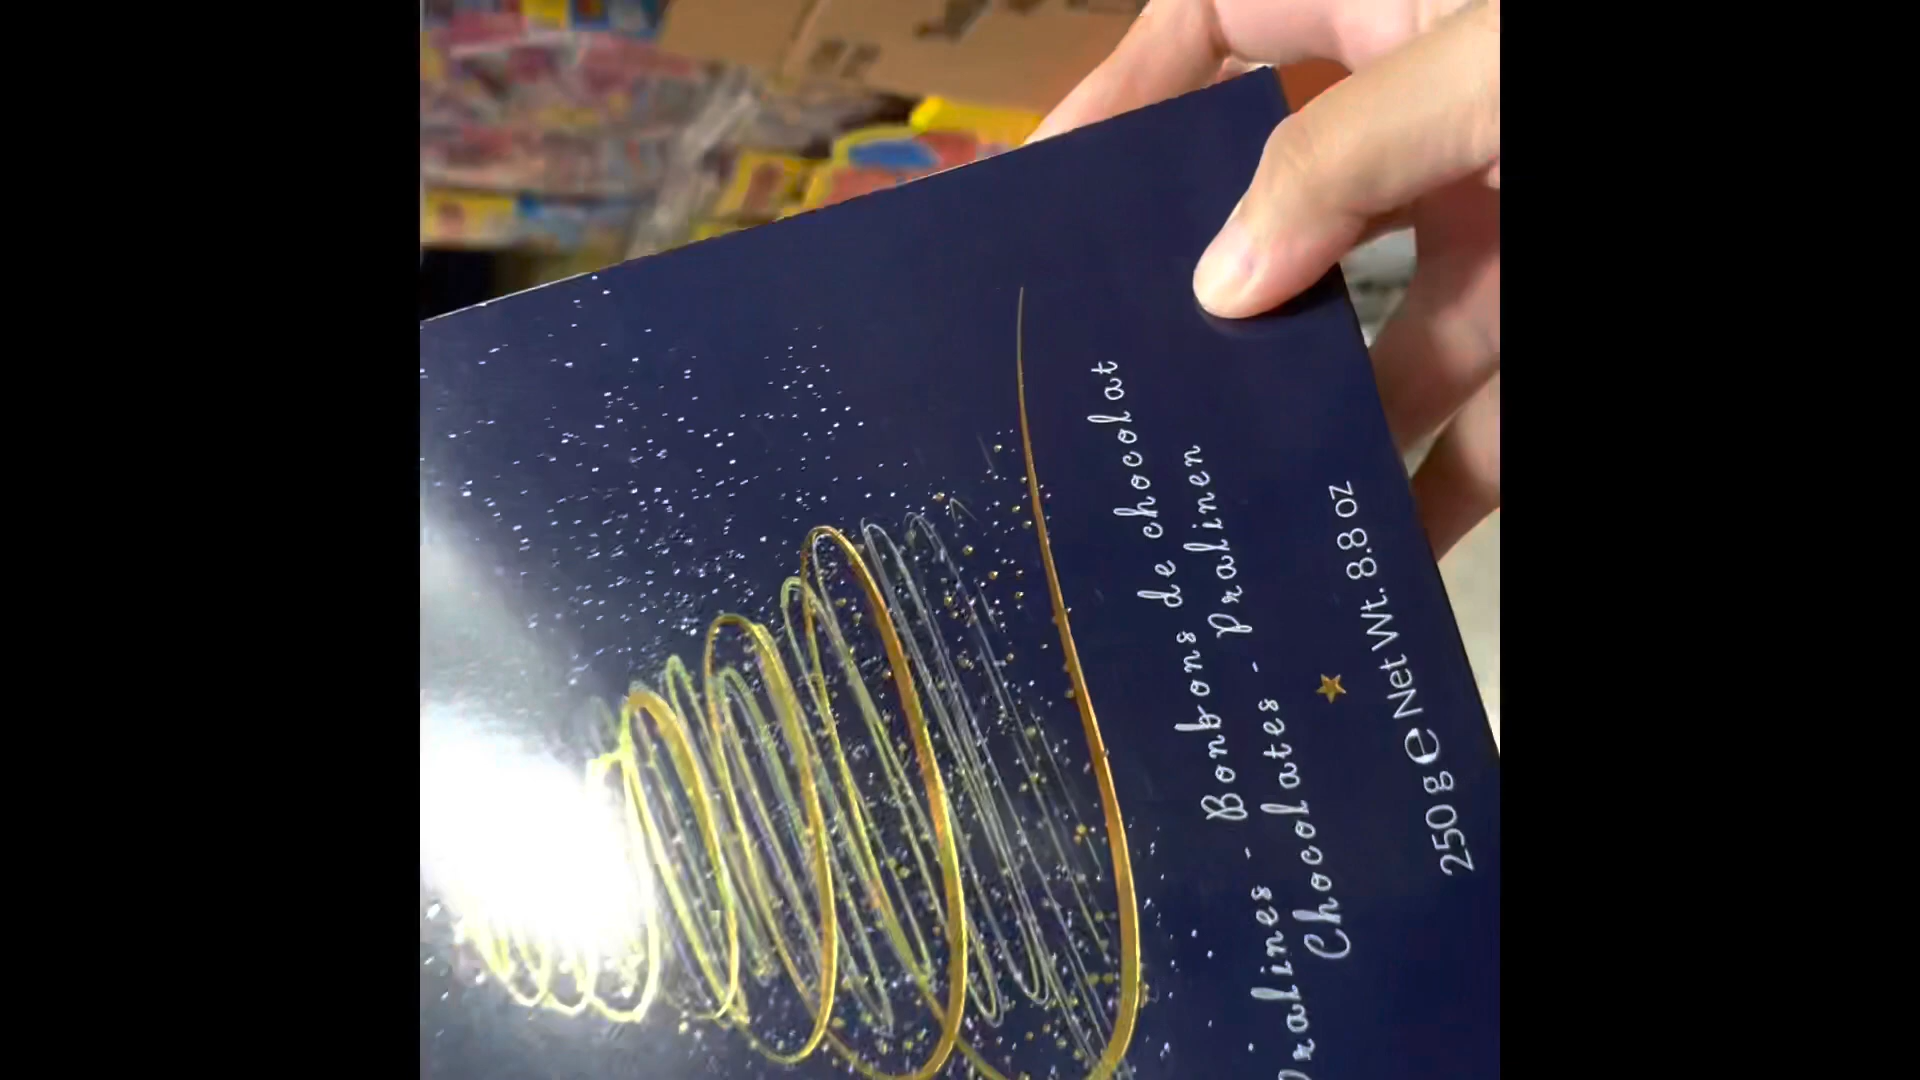 Pralines - Bonbons de chocolat
Chocolates - Pralinen
250 g e Net Wt. 8.8 oz